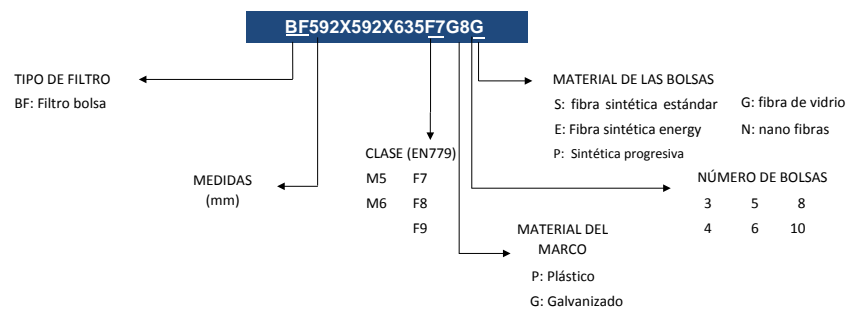 BF592X592X635F7G8G
TIPO DE FILTRO
BF: Filtro bolsa
MEDIDAS
(mm)
CLASE (EN779)
M5 F7
M6 F8
F9
MATERIAL DEL
MARCO
P: Plástico
G: Galvanizado
MATERIAL DE LAS BOLSAS
S: fibra sintética estándar G: fibra de vidrio
E: Fibra sintética energy N: nano fibras
P: Sintética progresiva
NÚMERO DE BOLSAS
3 5 8
4 6 10